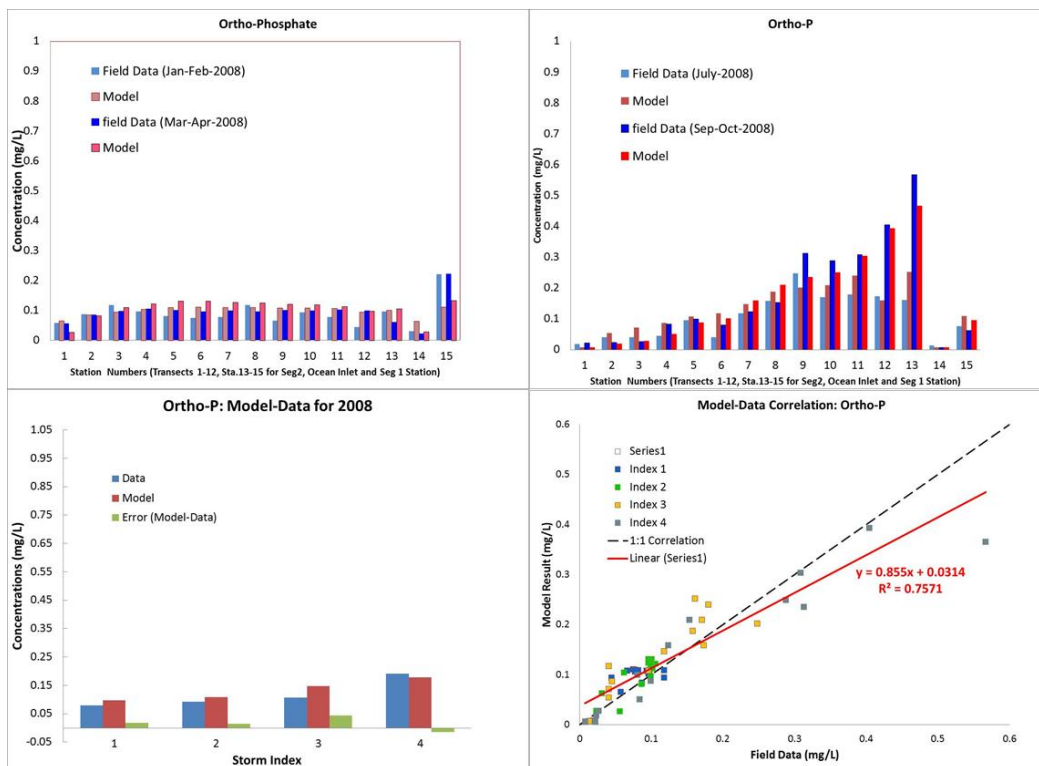 Ortho-Phosphate
1
0.9
0.8
0.7
0.6
0.5
0.4
0.3
0.2
0.1
0
Concentration (mg/L)
Field Data (Jan-Feb-2008)
Model
field Data (Mar-Apr-2008)
Model
1 2 3 4 5 6 7 8 9 10 11 12 13 14 15
Station Numbers (Transects 1-12, Sta.13-15 for Seg2, Ocean Inlet and Seg 1 Station)
Ortho-P
1
0.9
0.8
0.7
0.6
0.5
0.4
0.3
0.2
0.1
0
Concentration (mg/L)
Field Data (July-2008)
Model
field Data (Sep-Oct-2008)
Model
1 2 3 4 5 6 7 8 9 10 11 12 13 14 15
Station Numbers (Transects 1-12, Sta.13-15 for Seg2, Ocean Inlet and Seg 1 Station)
Ortho-P: Model-Data for 2008
1.05
0.95
0.85
0.75
0.65
0.55
0.45
0.35
0.25
0.15
0.05
-0.05
Concentrations (mg/L)
Data
Model
Error (Model-Data)
1 2 3 4
Storm Index
Model-Data Correlation: Ortho-P
0.6
0.5
0.4
0.3
0.2
0.1
0
Model Result (mg/L)
Series1
Index 1
Index 2
Index 3
Index 4
1:1 Correlation
Linear (Series1)
y = 0.855x + 0.0314
R² = 0.7571
0 0.1 0.2 0.3 0.4 0.5 0.6
Field Data (mg/L)